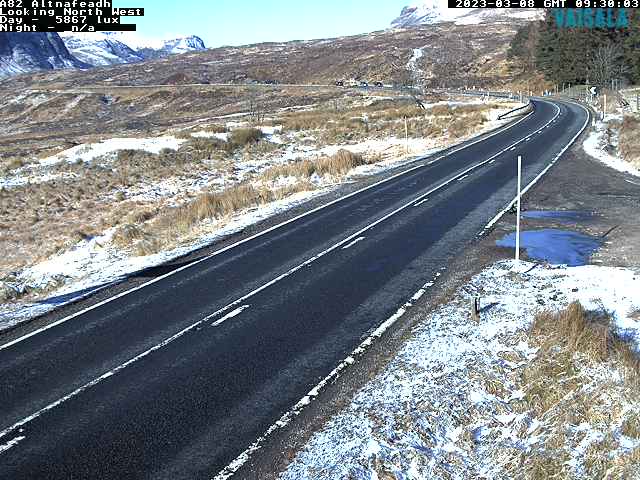 A82 Altnafeadh
Looking North West
Day - 5867 lux
Night - n/a
2023-03-08 GMT 09:30:03
VAISALA